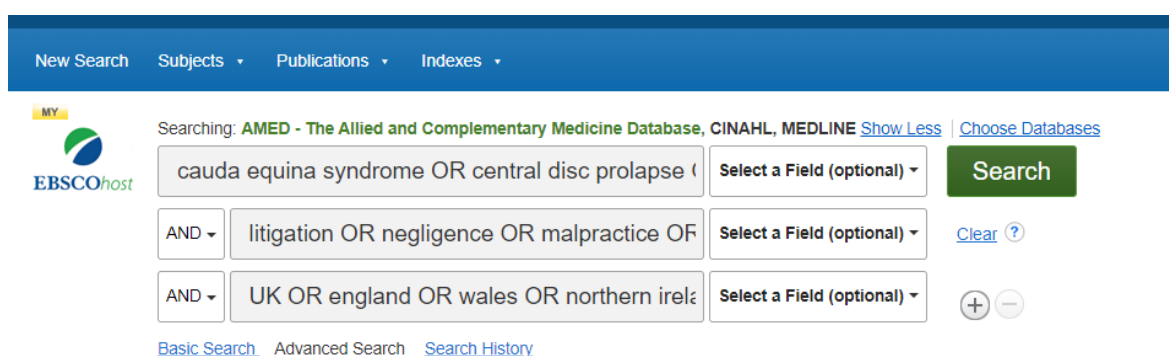 New Search Subjects Publications Indexes
MY
Searching: AMED - The Allied and Complementary Medicine Database, CINAHL, MEDLINE Show Less | Choose Databases
EBSCOhost
cauda equina syndrome OR central disc prolapse Select a Field (optional) Search
AND litigation OR negligence OR malpractice OR Select a Field (optional) Clear ?
AND UK OR england OR wales OR northern Select a Field (optional) + −
Basic Search Advanced Search Search History